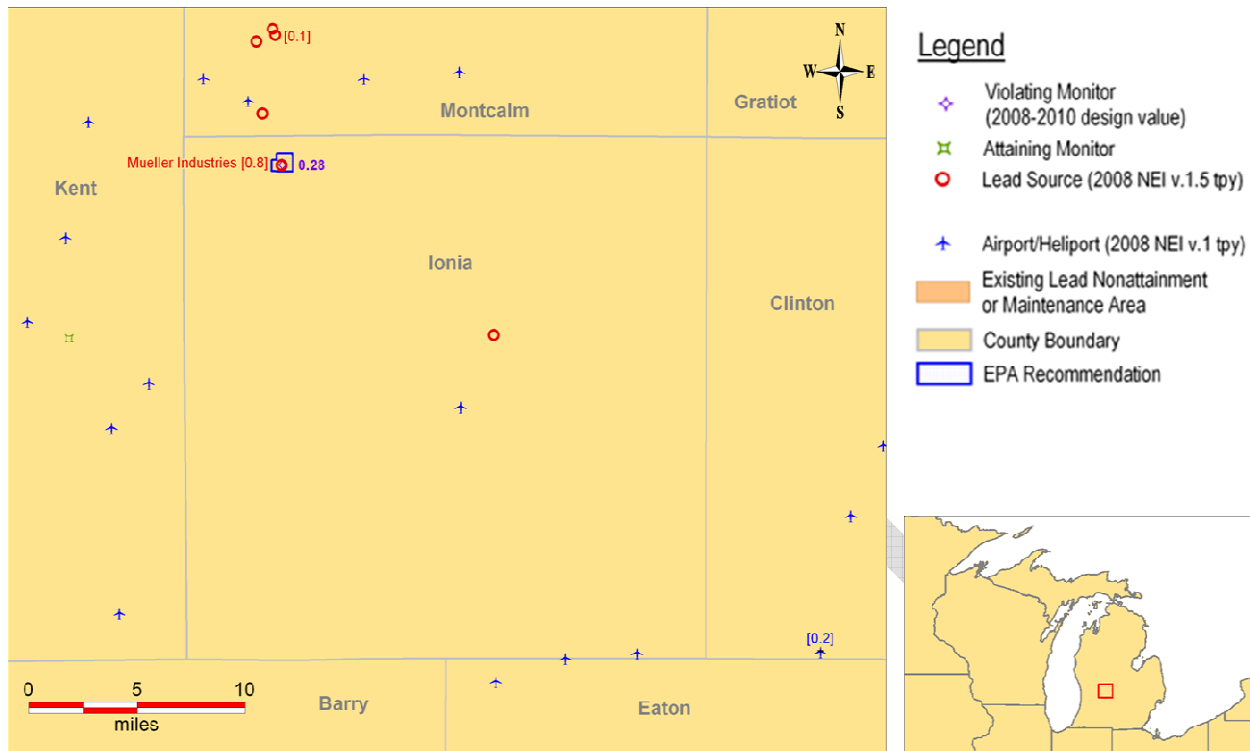 [0.1]
Montcalm
Gratiot
N
W
E
S
Mueller Industries [0.8]
0.28
Kent
Ionia
Clinton
[0.2]
0
5
10
miles
Barry
Eaton
Legend
Violating Monitor
(2008-2010 design value)
Attaining Monitor
Lead Source (2008 NEI v.1.5 tpy)
Airport/Heliport (2008 NEI v.1 tpy)
Existing Lead Nonattainment
or Maintenance Area
County Boundary
EPA Recommendation